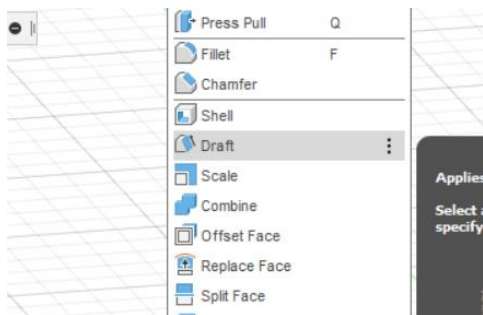 Press Pull Q
Fillet F
Chamfer
Shell
Draft
Scale
Combine
Offset Face
Replace Face
Split Face
Applies
Select
specify